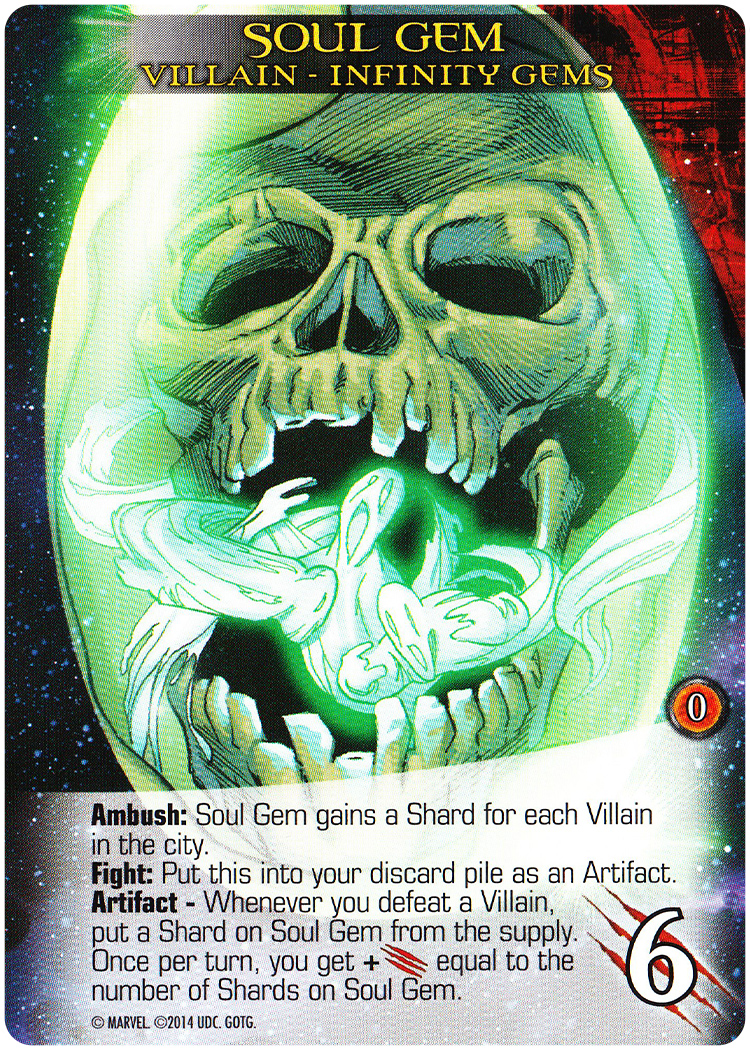 SOUL GEM
VILLAIN - INFINITY GEMS
0
Ambush: Soul Gem gains a Shard for each Villain
in the city.
Fight: Put this into your discard pile as an Artifact.
Artifact - Whenever you defeat a Villain,
put a Shard on Soul Gem from the supply.
Once per turn, you get + equal to the
number of Shards on Soul Gem.
6
© MARVEL. ©2014 UDC. GOTG.